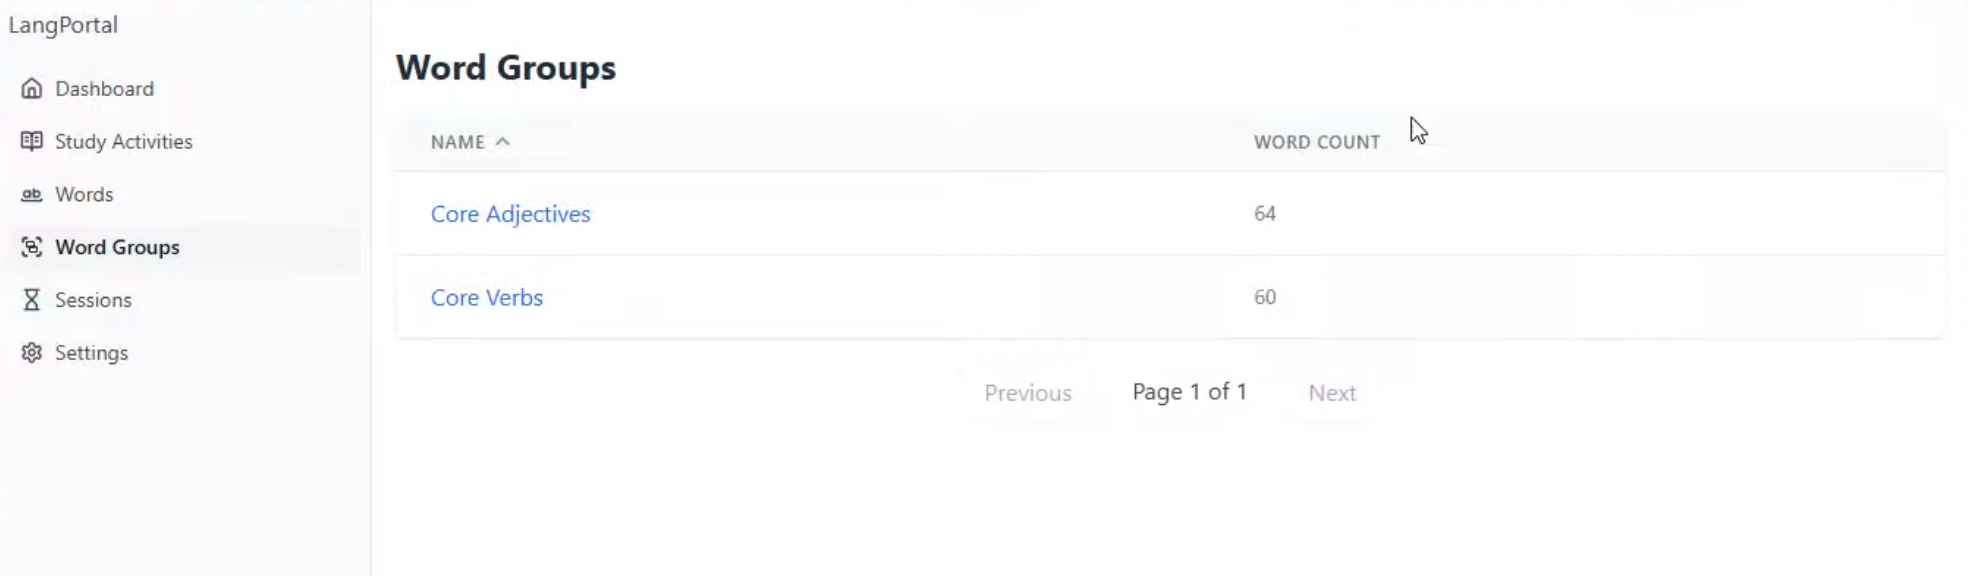 LangPortal
Dashboard
Study Activities
Words
Word Groups
Sessions
Settings
Word Groups
NAME WORD COUNT
Core Adjectives 64
Core Verbs 60
Previous Page 1 of 1 Next